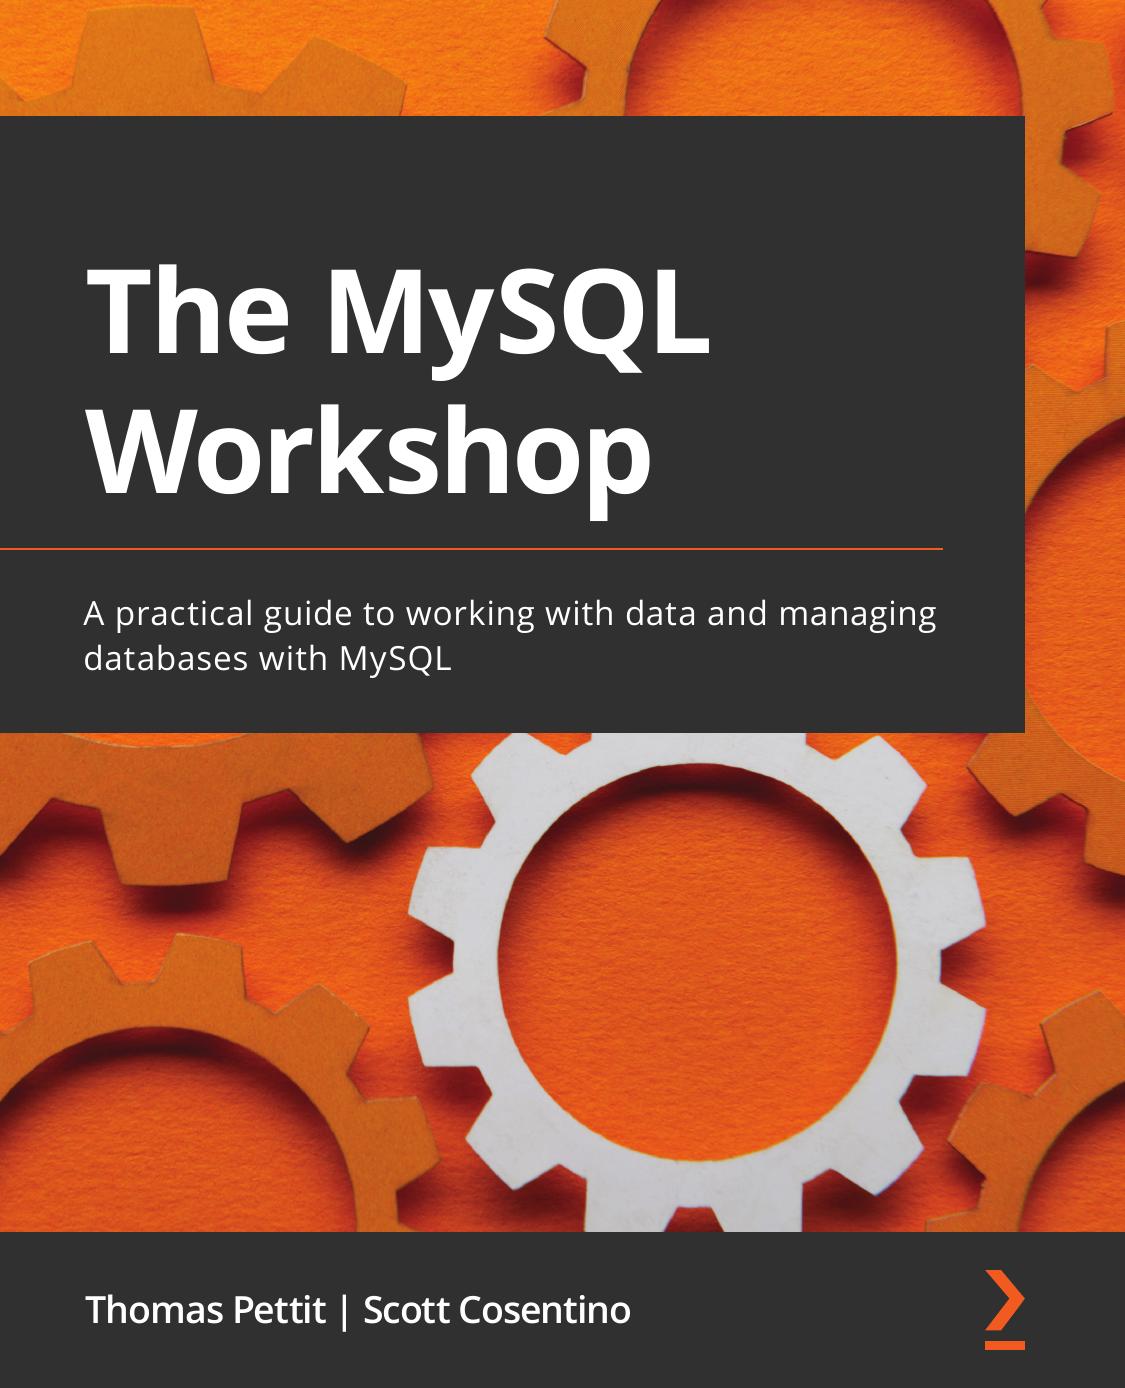 The MySQL
Workshop
A practical guide to working with data and managing
databases with MySQL
Thomas Pettit | Scott Cosentino